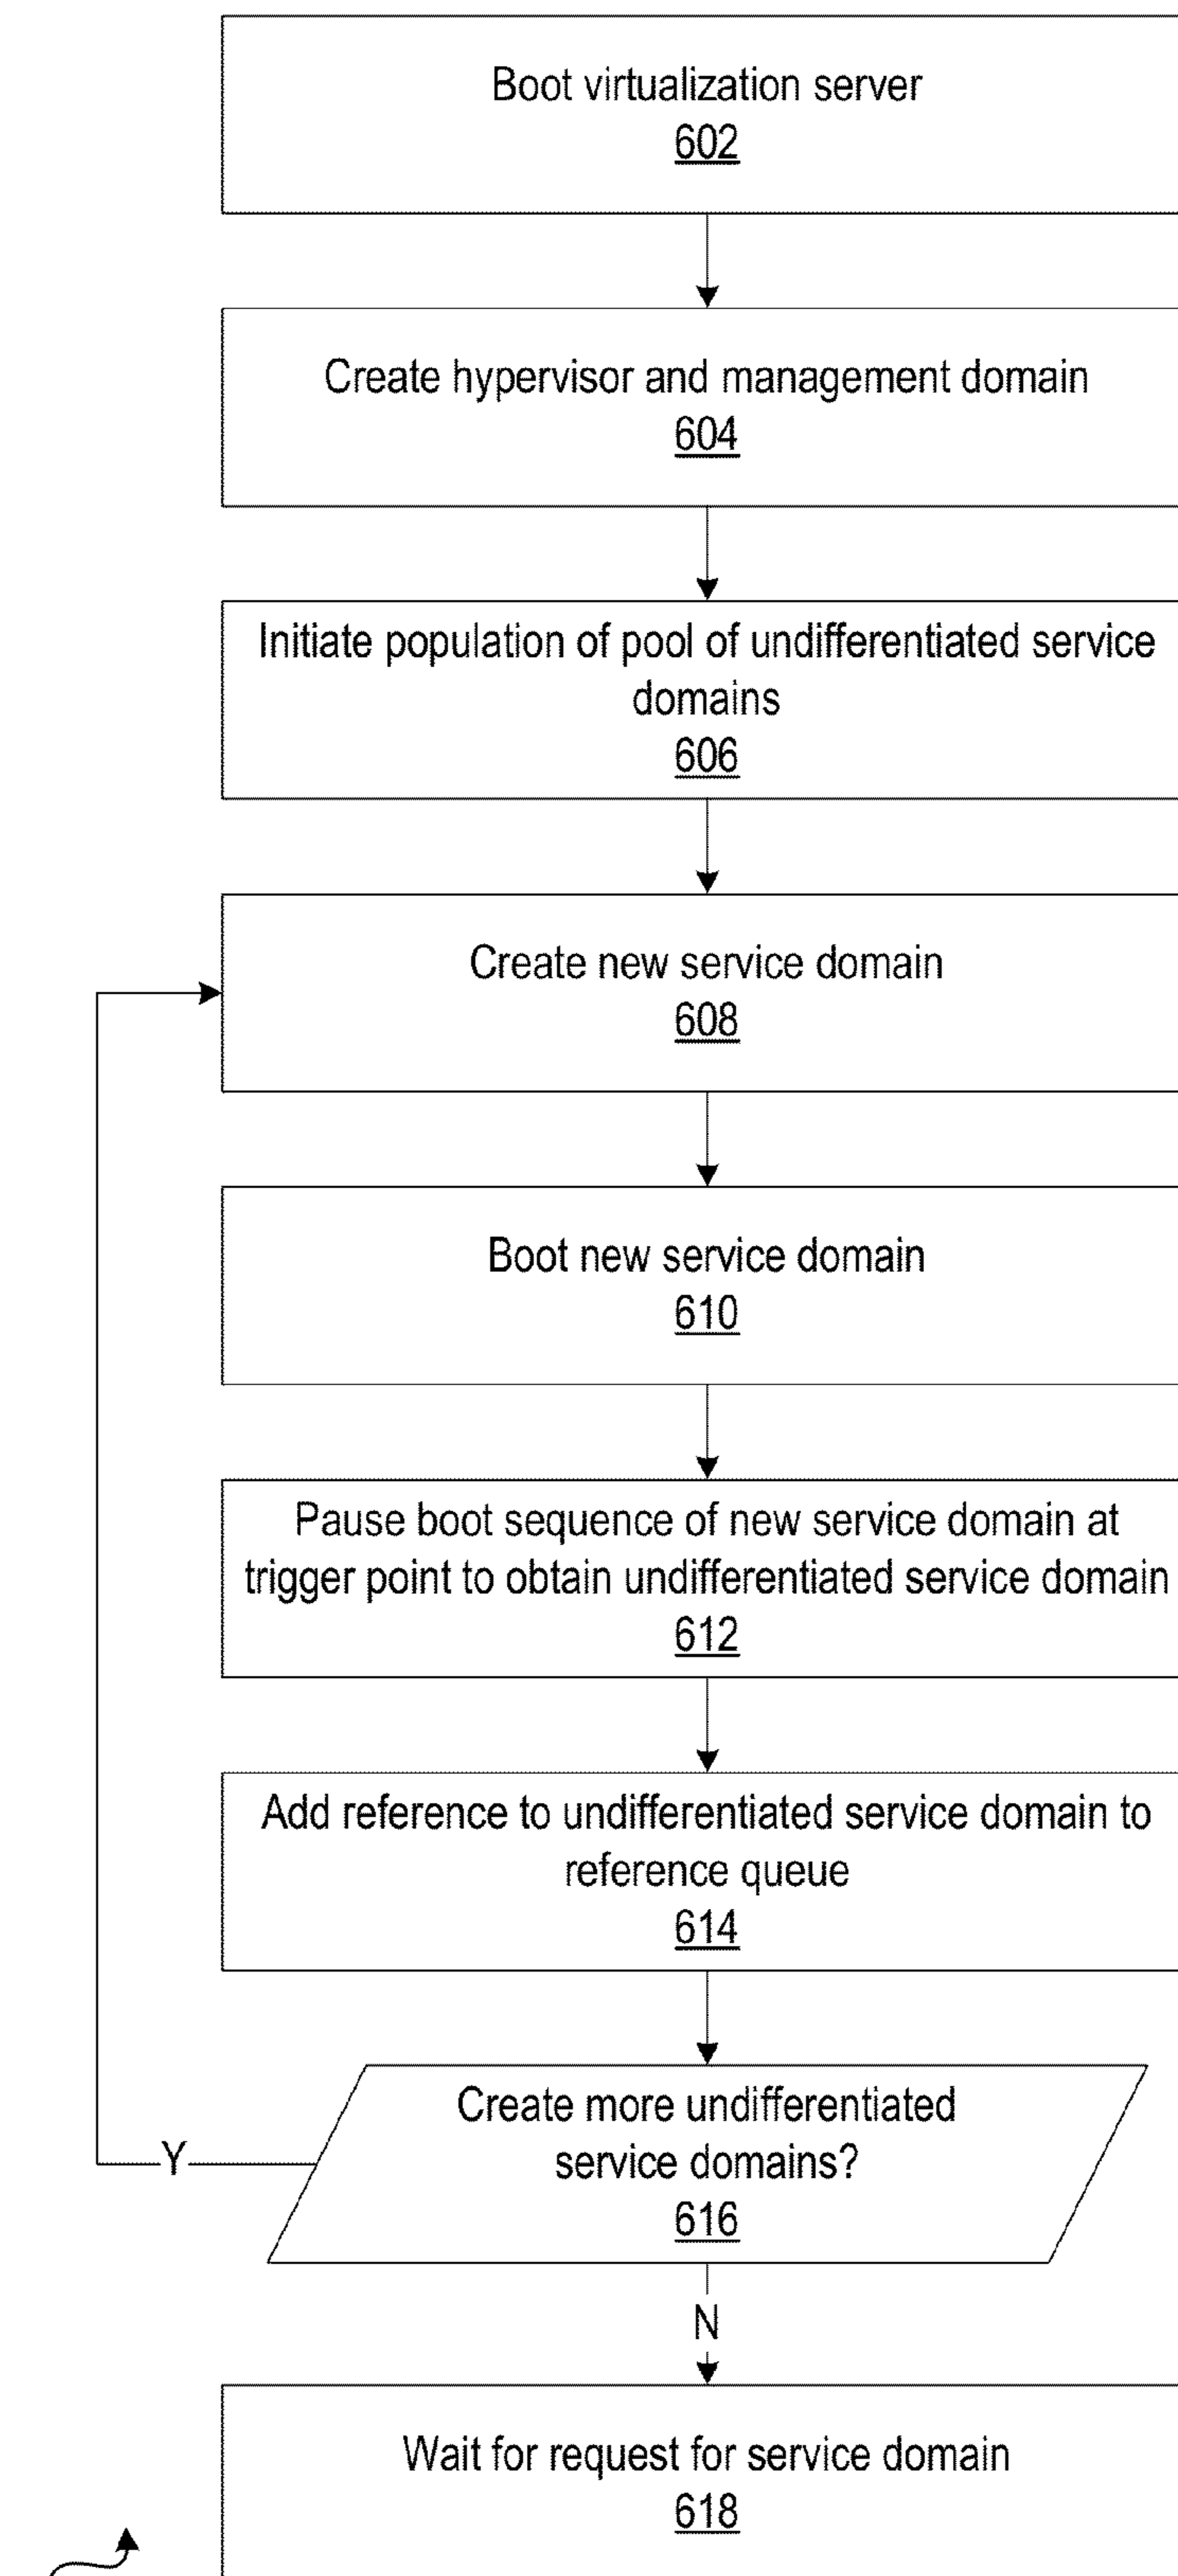 Boot virtualization server
602
Create hypervisor and management domain
604
Initiate population of pool of undifferentiated service
domains
606
Create new service domain
608
Boot new service domain
610
Pause boot sequence of new service domain at
trigger point to obtain undifferentiated service domain
612
Add reference to undifferentiated service domain to
reference queue
614
Create more undifferentiated
service domains?
616
Y
N
Wait for request for service domain
618